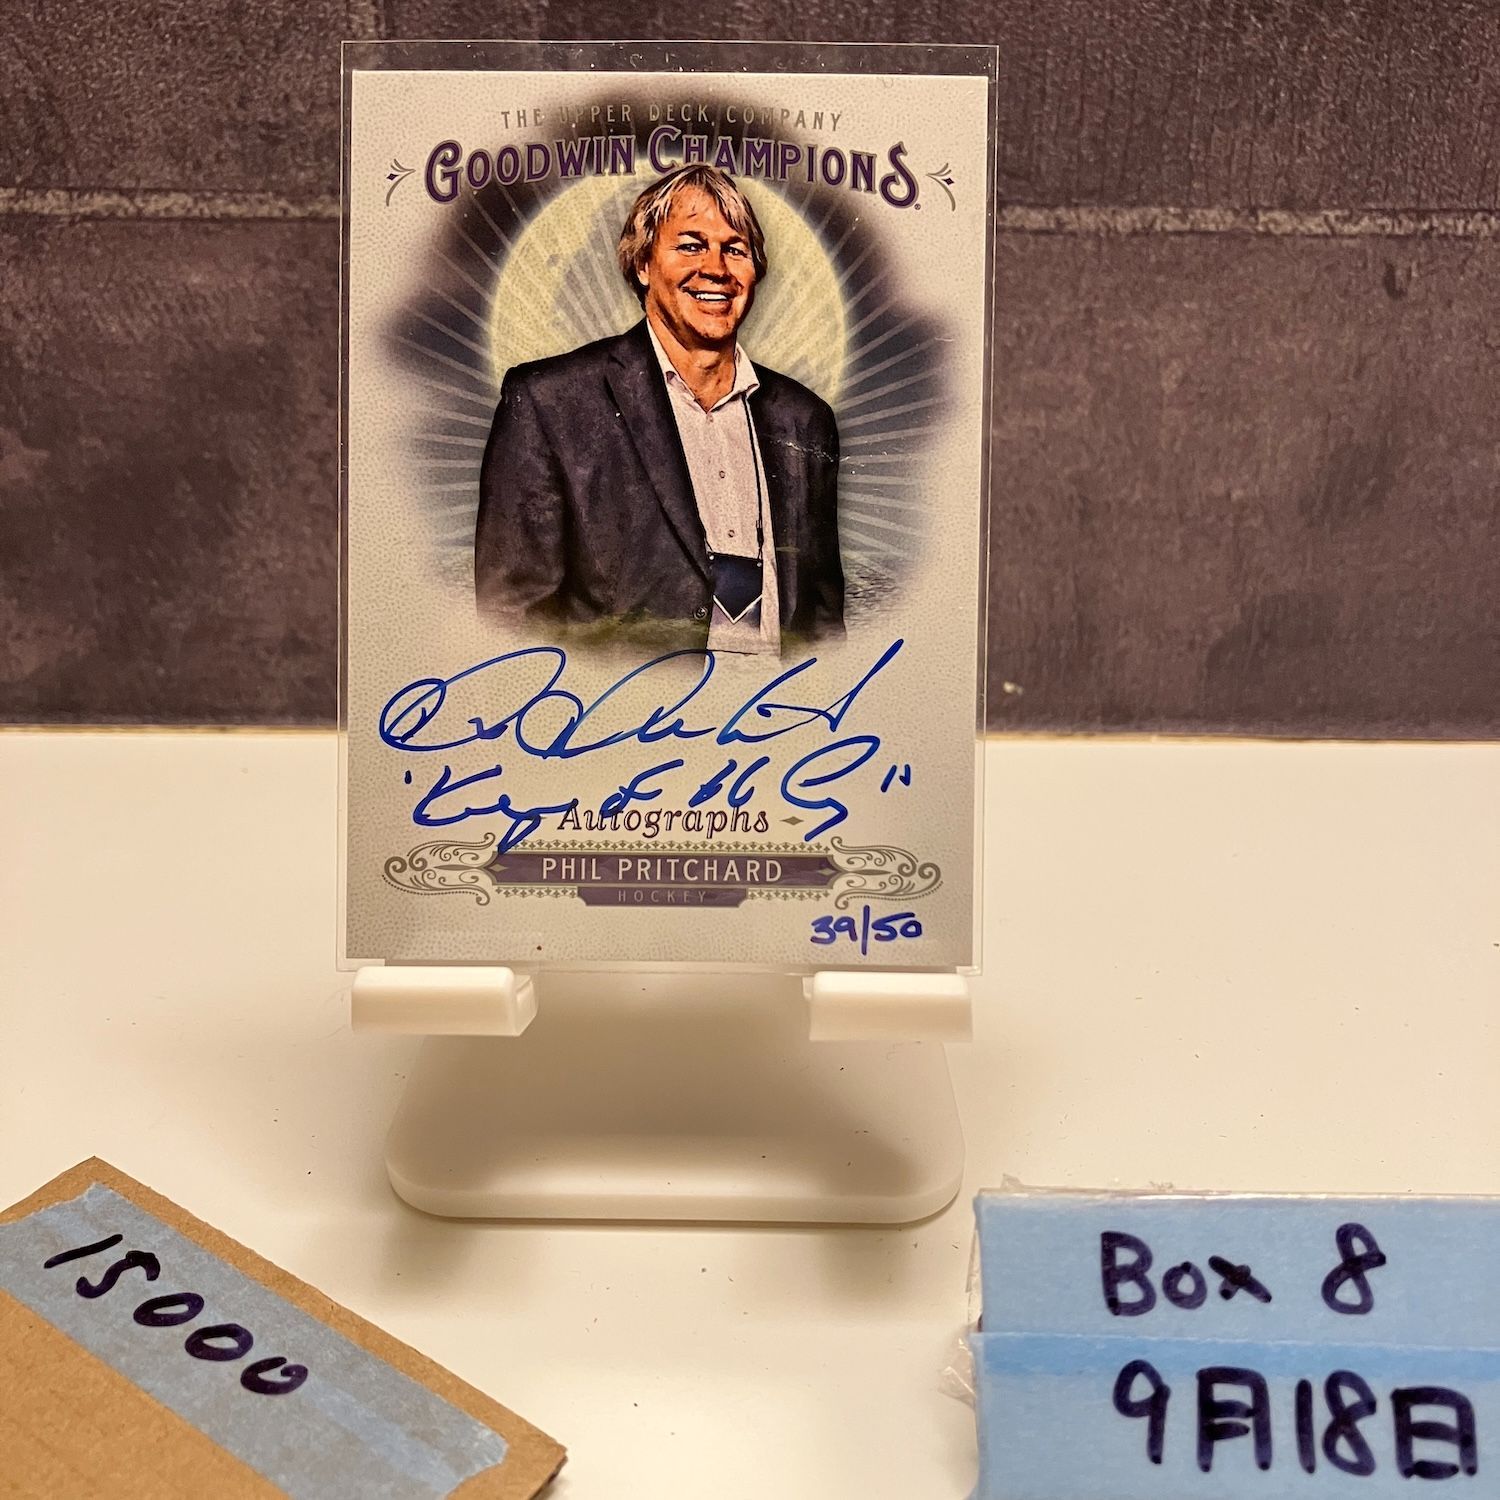 THE UPPER DECK COMPANY
GOODWIN CHAMPIONS
Autographs
PHIL PRITCHARD
HOCKEY
39/50
15000
Box 8
9月18日